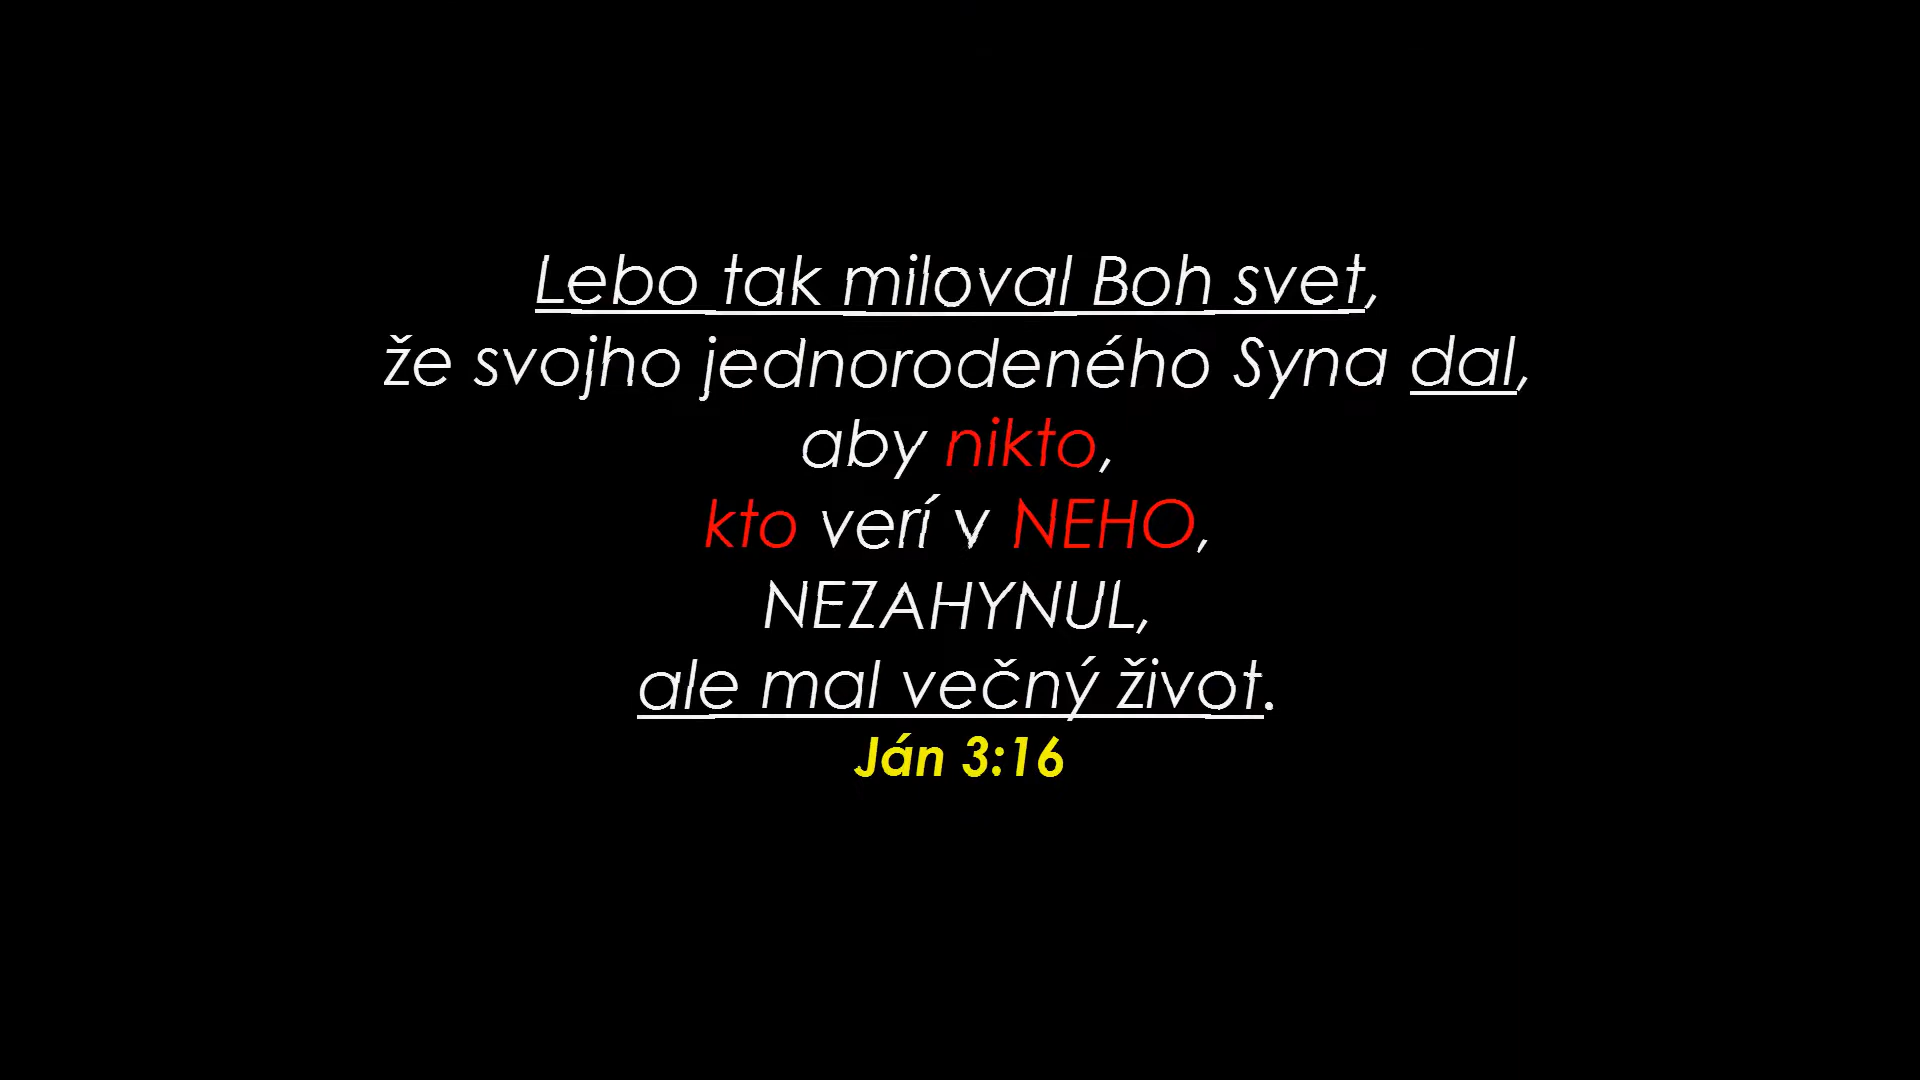 Lebo tak miloval Boh svet,
že svojho jednorodeného Syna dal,
aby nikto,
kto verí v NEHO,
NEZAHYNUL,
ale mal večný život.
Ján 3:16